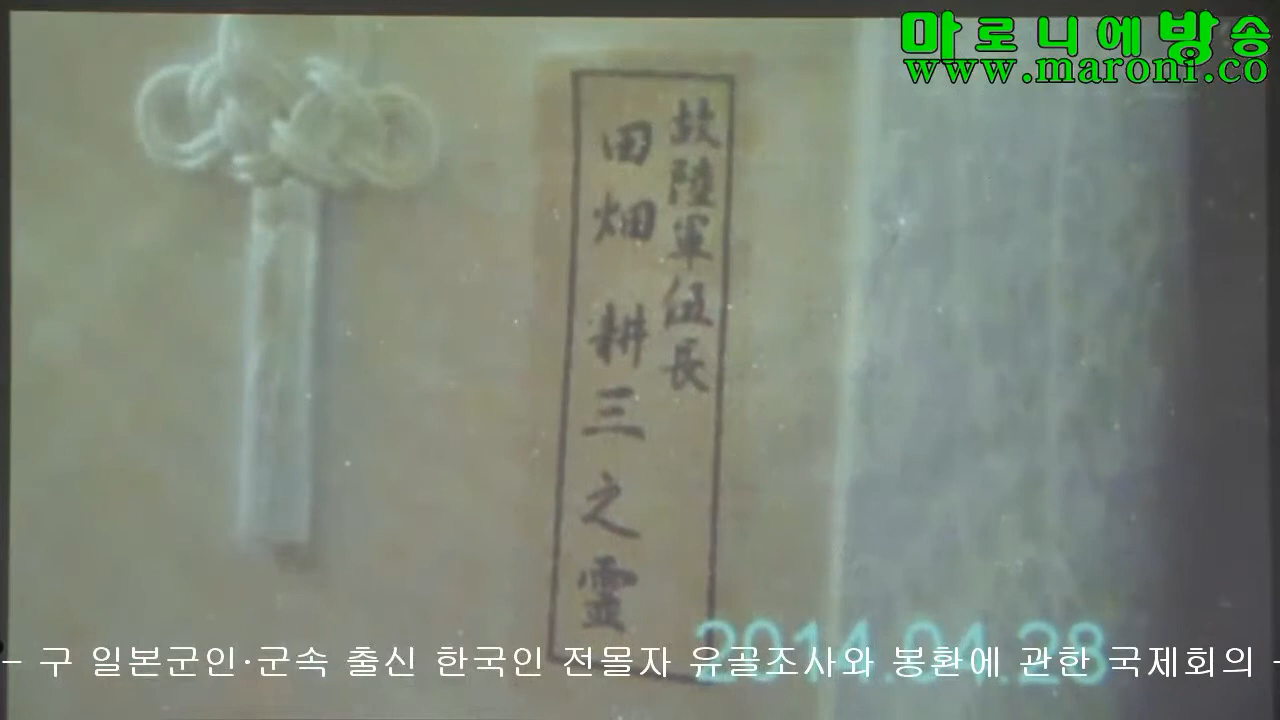 마로니에방송
www.maroni.co
故陸軍伍長
田畑耕三之霊
2014.04.28
- 구 일본군인·군속 출신 한국인 전몰자 유골조사와 봉환에 관한 국제회의 -